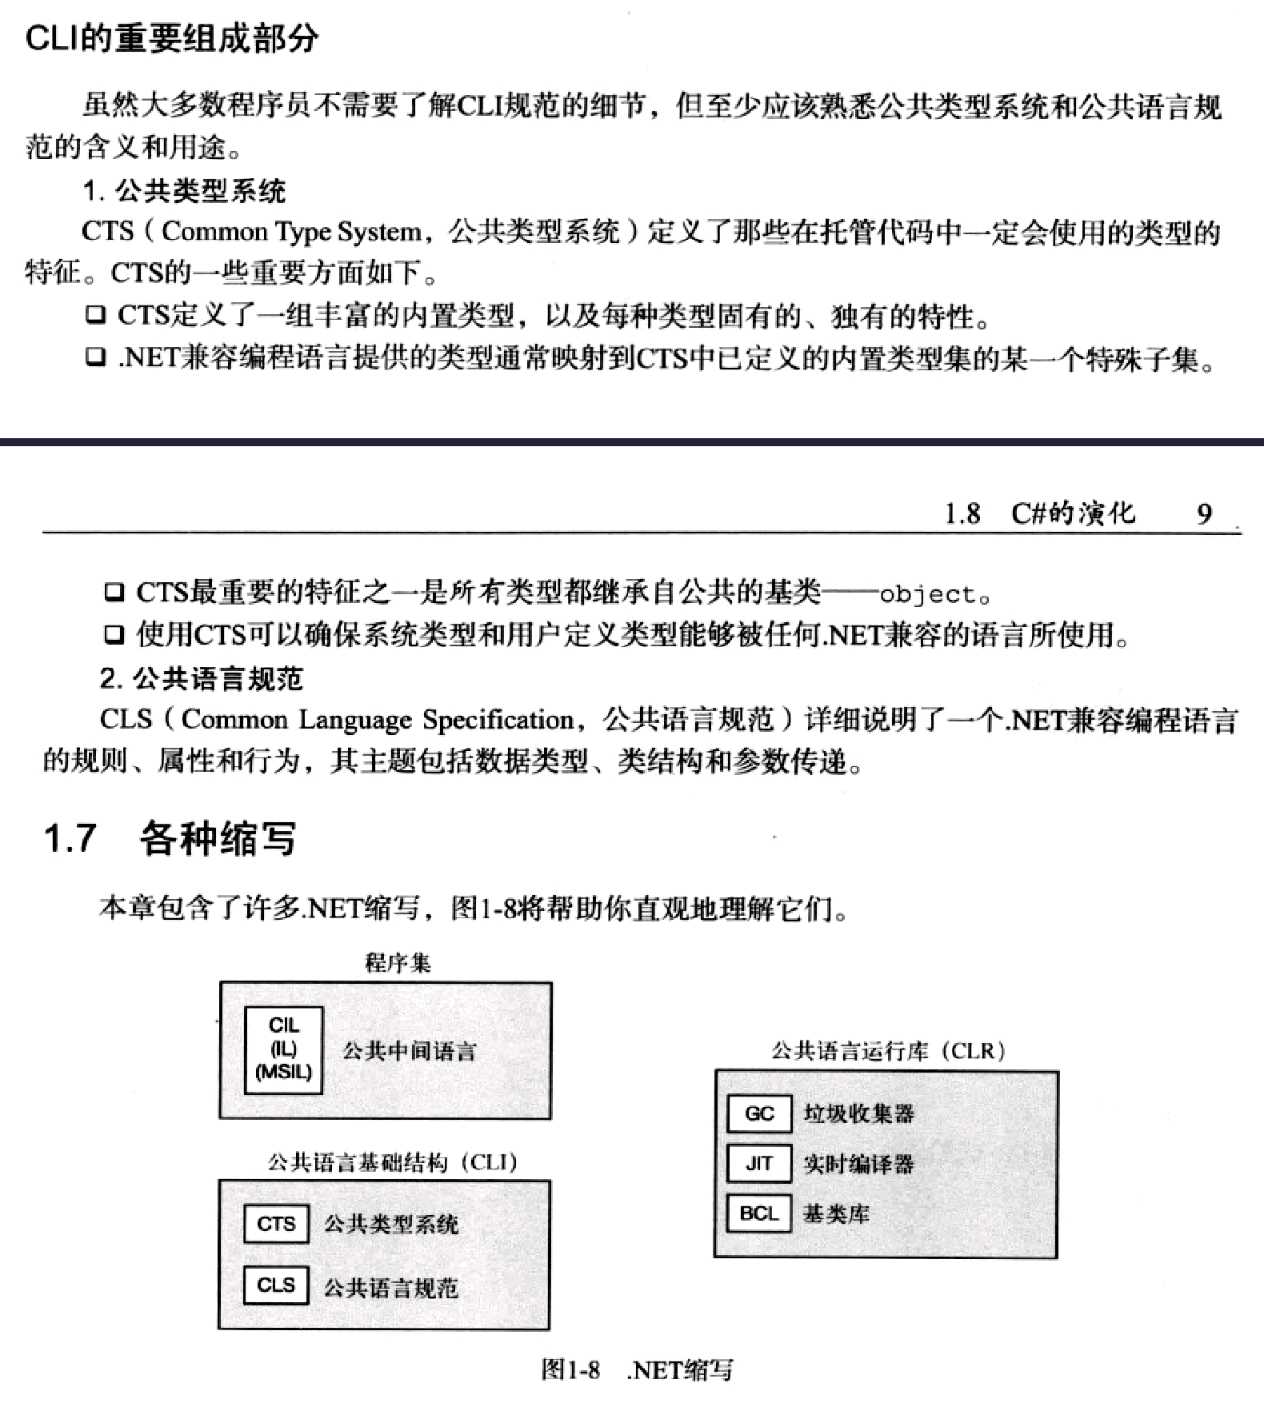 CLI的重要组成部分
虽然大多数程序员不需要了解CLI规范的细节，但至少应该熟悉公共类型系统和公共语言规
范的含义和用途。
1. 公共类型系统
CTS（Common Type System，公共类型系统）定义了那些在托管代码中一定会使用的类型的
特征。CTS的一些重要方面如下。
❑ CTS定义了一组丰富的内置类型，以及每种类型固有的、独有的特性。
❑ .NET兼容编程语言提供的类型通常映射到CTS中已定义的内置类型集的某一个特殊子集。
1.8 C#的演化 9
❑ CTS最重要的特征之一是所有类型都继承自公共的基类——object。
❑ 使用CTS可以确保系统类型和用户定义类型能够被任何.NET兼容的语言所使用。
2. 公共语言规范
CLS（Common Language Specification，公共语言规范）详细说明了一个.NET兼容编程语言
的规则、属性和行为，其主题包括数据类型、类结构和参数传递。
1.7 各种缩写
本章包含了许多.NET缩写，图1-8将帮助你直观地理解它们。
程序集
CIL
(IL)
(MSIL)
公共中间语言
公共语言基础结构（CLI）
CTS 公共类型系统
CLS 公共语言规范
公共语言运行库（CLR）
GC 垃圾收集器
JIT 实时编译器
BCL 基类库
图1-8 .NET缩写